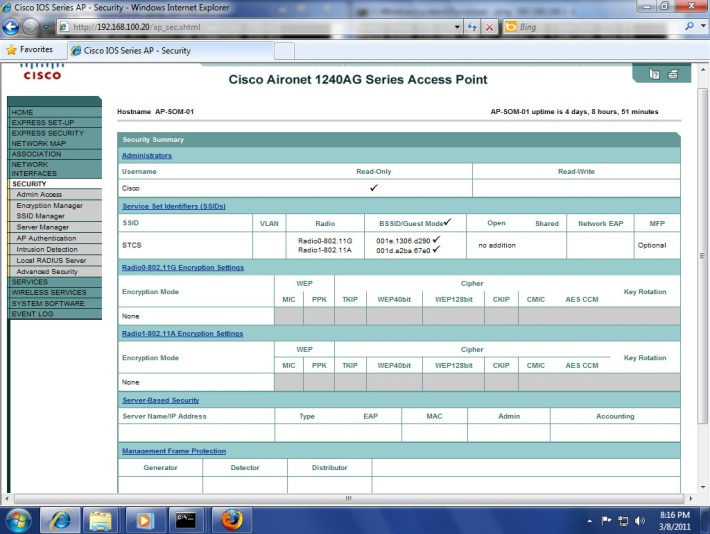 Cisco IOS Series AP - Security - Windows Internet Explorer
http://192.168.100.20/ap_sec.shtml
Bing
Favorites
Cisco IOS Series AP - Security
CISCO
Cisco Aironet 1240AG Series Access Point
HOME
EXPRESS SET-UP
EXPRESS SECURITY
NETWORK MAP
ASSOCIATION
NETWORK
INTERFACES
SECURITY
Admin Access
Encryption Manager
SSID Manager
Server Manager
AP Authentication
Intrusion Detection
Local RADIUS Server
Advanced Security
SERVICES
WIRELESS SERVICES
SYSTEM SOFTWARE
EVENT LOG
Hostname AP-SOM-01
AP-SOM-01 uptime is 4 days, 8 hours, 51 minutes
Security Summary
Administrators
Username Read-Only Read-Write
Cisco ✓
Service Set Identifiers (SSIDs)
SSID VLAN Radio BSSID/Guest Mode✓ Open Shared Network EAP MFP
STCS Radio0-802.11G 001e.1306.d290 ✓ no addition Optional
Radio1-802.11A 001d.a2ba.67e0 ✓
Radio0-802.11G Encryption Settings
Encryption Mode WEP Cipher Key Rotation
MIC PPK TKIP WEP40bit WEP128bit CKIP CMIC AES CCM
None
Radio1-802.11A Encryption Settings
Encryption Mode WEP Cipher Key Rotation
MIC PPK TKIP WEP40bit WEP128bit CKIP CMIC AES CCM
None
Server-Based Security
Server Name/IP Address Type EAP MAC Admin Accounting
Management Frame Protection
Generator Detector Distributor
8:16 PM
3/8/2011